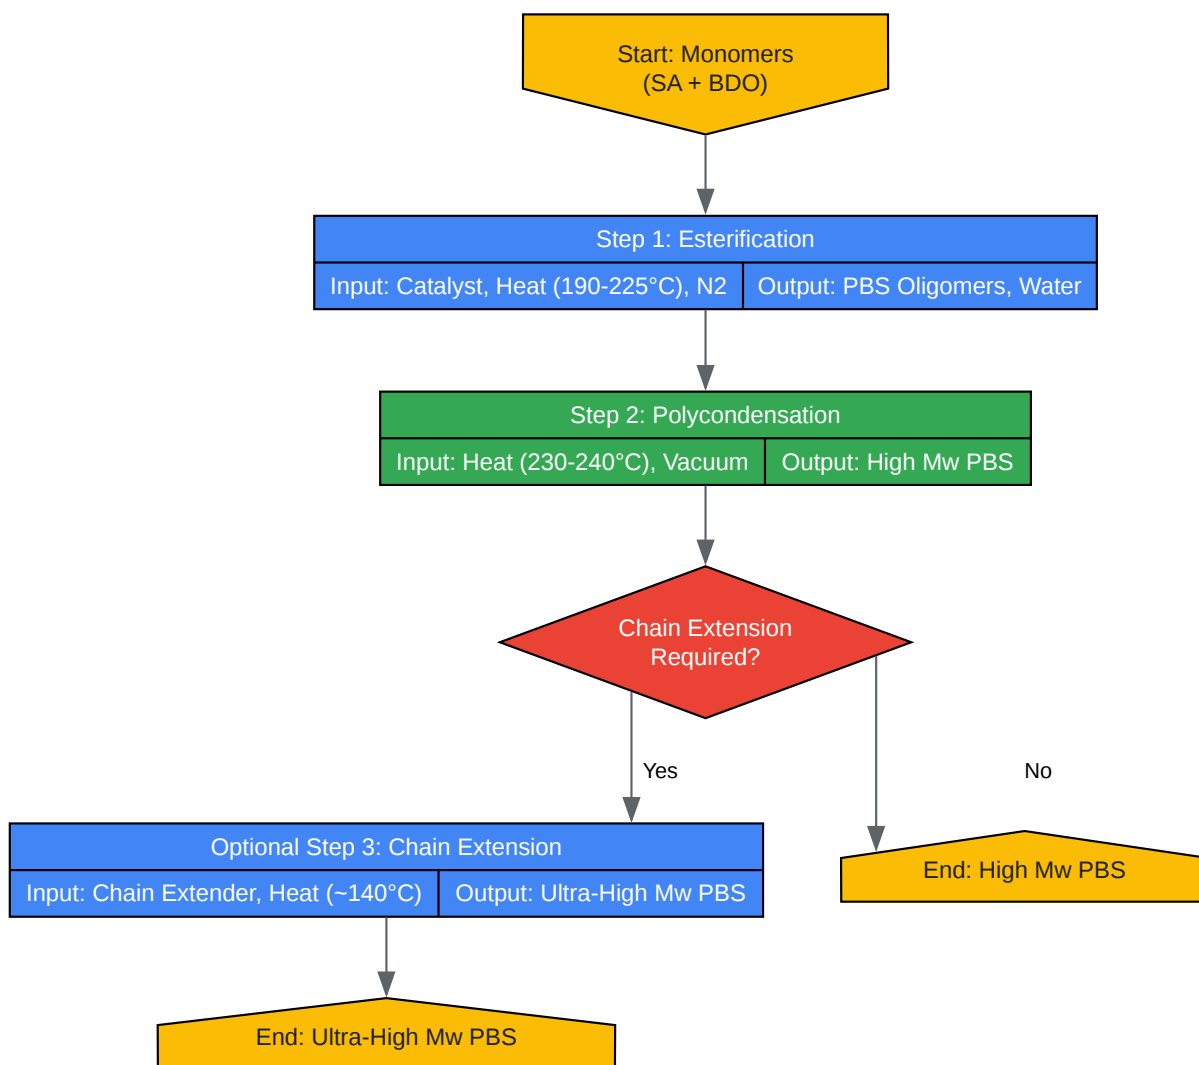 Start: Monomers
(SA + BDO)
Step 1: Esterification
Input: Catalyst, Heat (190-225°C), N2
Output: PBS Oligomers, Water
Step 2: Polycondensation
Input: Heat (230-240°C), Vacuum
Output: High Mw PBS
Chain Extension
Required?
Yes
No
Optional Step 3: Chain Extension
Input: Chain Extender, Heat (~140°C)
Output: Ultra-High Mw PBS
End: High Mw PBS
End: Ultra-High Mw PBS